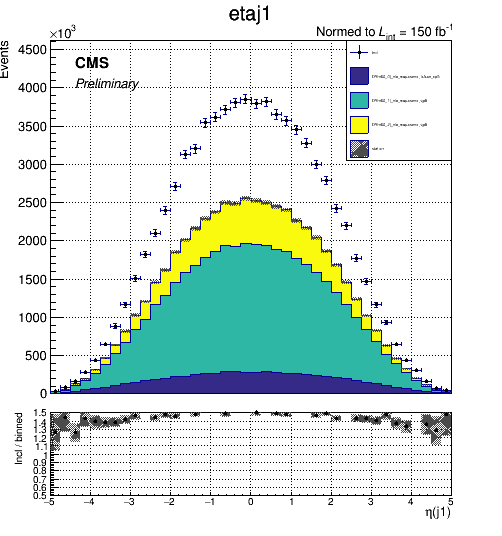 etaj1
×10³
Normed to L_int = 150 fb⁻¹
Events
CMS
Preliminary
incl
4500
4000
3500
3000
2500
2000
1500
1000
500
0
Incl / binned
1.5
1.4
1.3
1.2
1.1
1
0.9
0.8
0.7
0.6
0.5
−5 −4 −3 −2 −1 0 1 2 3 4 5
η(j1)